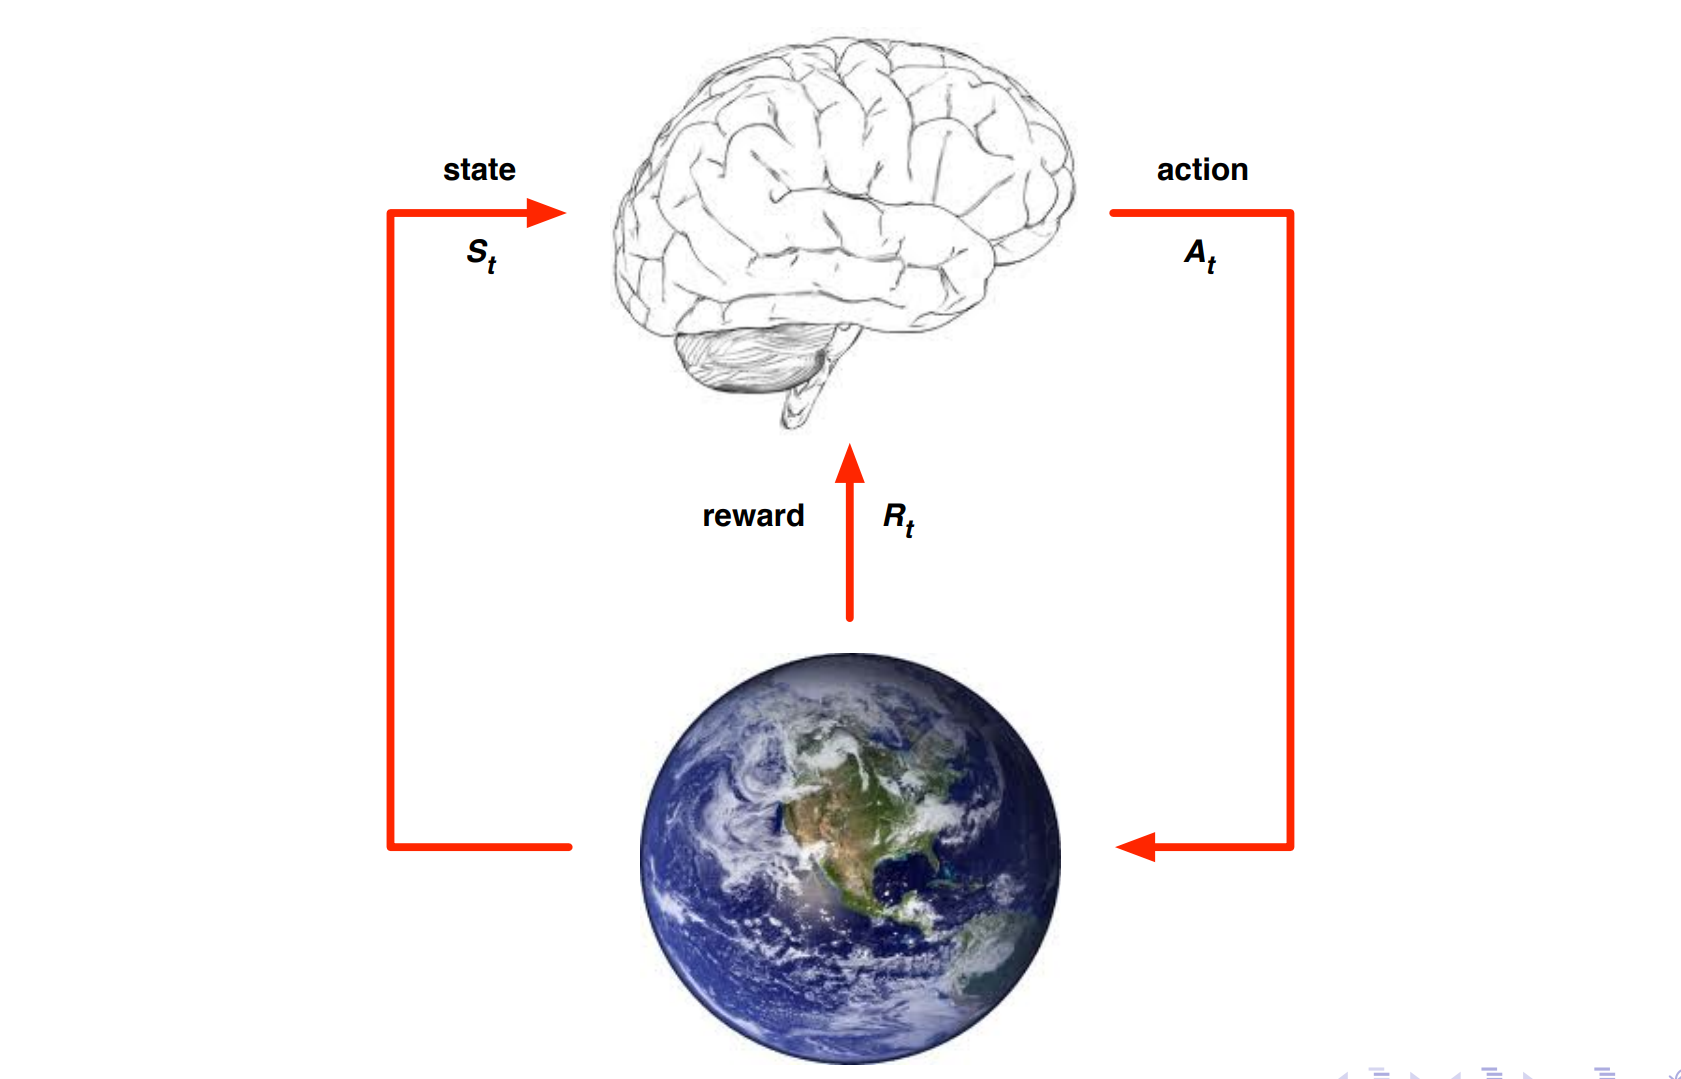 state
action
S_t
A_t
reward
R_t